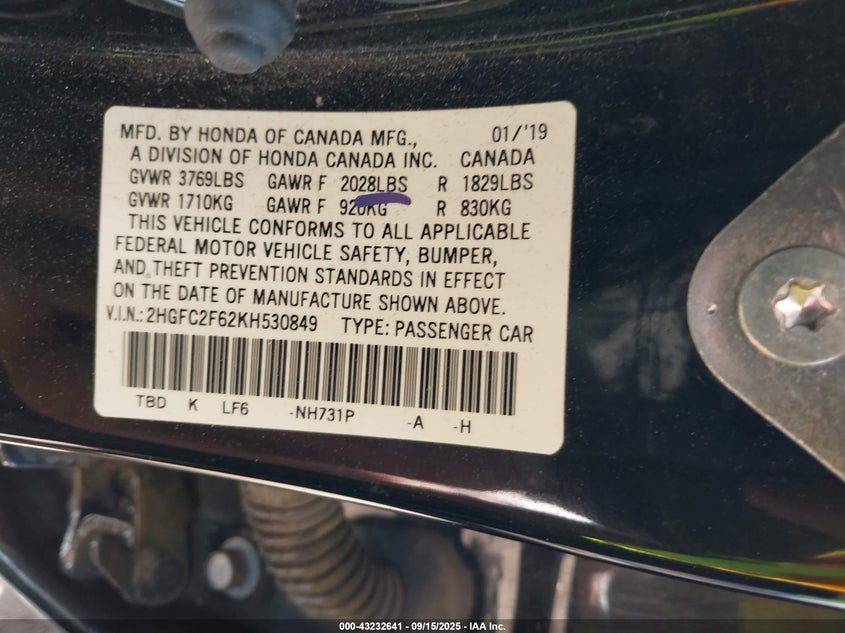 MFD. BY HONDA OF CANADA MFG., 01/'19
A DIVISION OF HONDA CANADA INC. CANADA
GVWR 3769LBS GAWR F 2028LBS R 1829LBS
GVWR 1710KG GAWR F 920KG R 830KG
THIS VEHICLE CONFORMS TO ALL APPLICABLE
FEDERAL MOTOR VEHICLE SAFETY, BUMPER,
AND THEFT PREVENTION STANDARDS IN EFFECT
ON THE DATE OF MANUFACTURE SHOWN ABOVE.
V.I.N.: 2HGFC2F62KH530849 TYPE: PASSENGER CAR
TBD K LF6 -NH731P -A -H
000-43232641 - 09/15/2025 - IAA Inc.